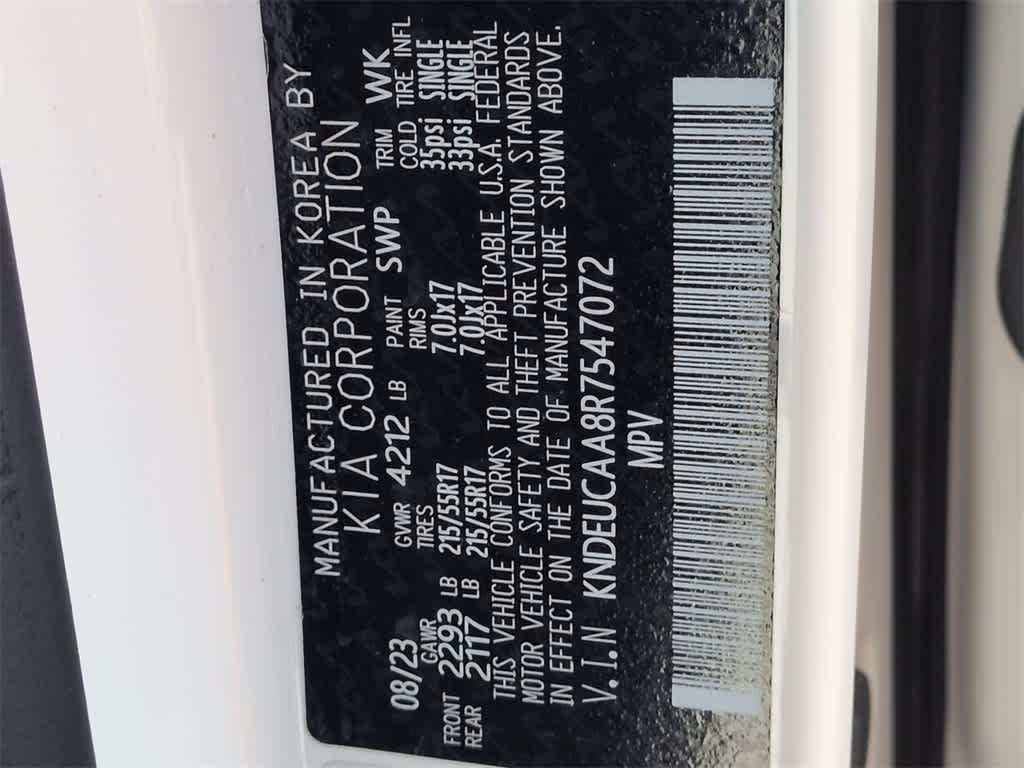 MANUFACTURED IN KOREA BY
KIA CORPORATION
08/23 GVWR 4212 LB PAINT SWP TRIM WK
GAWR TIRES RIMS COLD TIRE INFL
FRONT 2293 LB 215/55R17 7.0Jx17 35psi SINGLE
REAR 2117 LB 215/55R17 7.0Jx17 33psi SINGLE
THIS VEHICLE CONFORMS TO ALL APPLICABLE U.S.A. FEDERAL
MOTOR VEHICLE SAFETY AND THEFT PREVENTION STANDARDS
IN EFFECT ON THE DATE OF MANUFACTURE SHOWN ABOVE.
V.I.N KNDEUCAA8R7547072
MPV